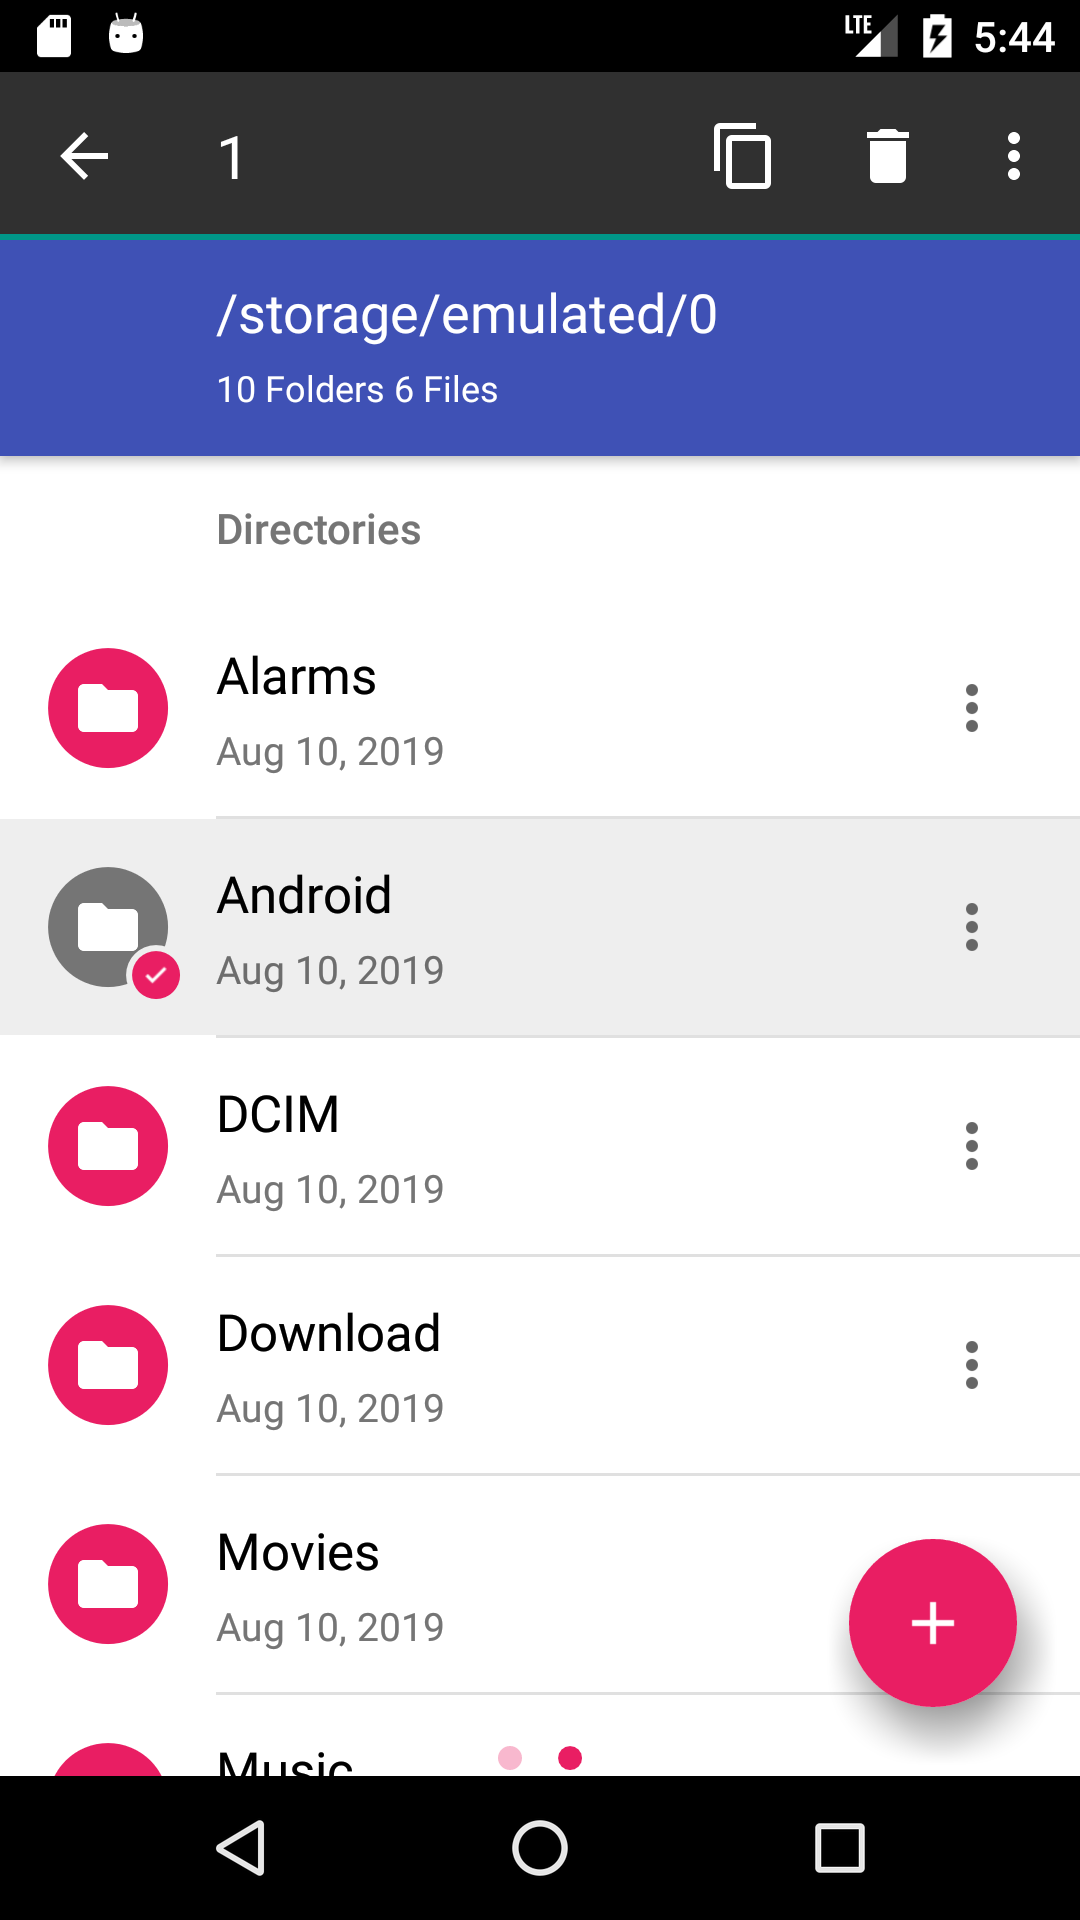 LTE 5:44
1
/storage/emulated/0
10 Folders 6 Files
Directories
Alarms
Aug 10, 2019
Android
Aug 10, 2019
DCIM
Aug 10, 2019
Download
Aug 10, 2019
Movies
Aug 10, 2019
Music